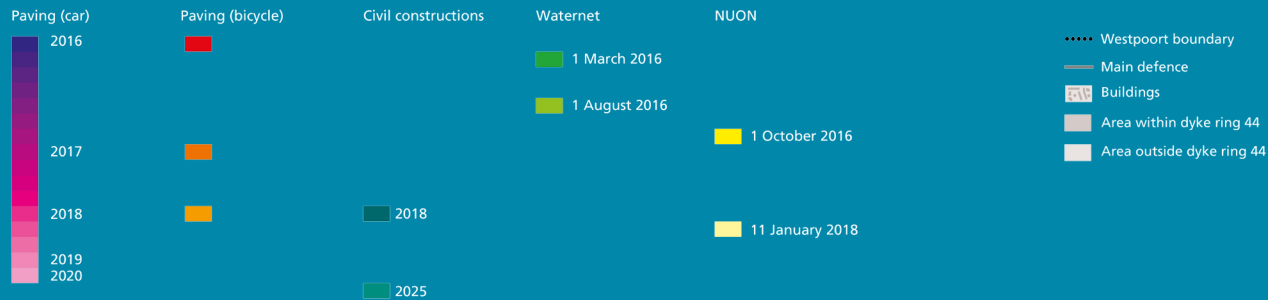 Paving (car)
2016
2017
2018
2019
2020
Paving (bicycle)
Civil constructions
2018
2025
Waternet
1 March 2016
1 August 2016
NUON
1 October 2016
11 January 2018
Westpoort boundary
Main defence
Buildings
Area within dyke ring 44
Area outside dyke ring 44